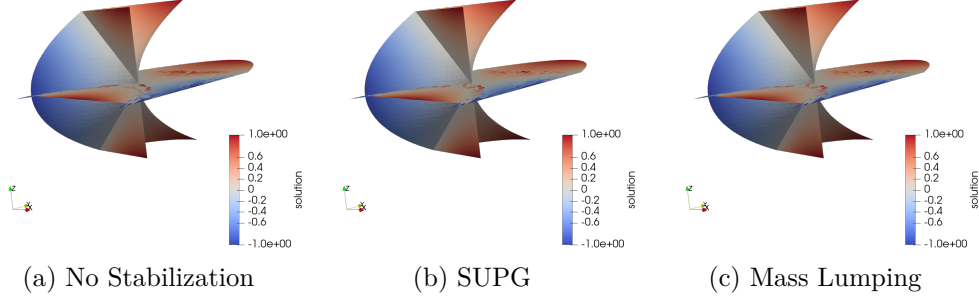 1.0e+00
0.6
0.4
0.2
0
-0.2
-0.4
-0.6
-1.0e+00
solution
z
Y
X
(a) No Stabilization
1.0e+00
0.6
0.4
0.2
0
-0.2
-0.4
-0.6
-1.0e+00
solution
z
Y
X
(b) SUPG
1.0e+00
0.6
0.4
0.2
0
-0.2
-0.4
-0.6
-1.0e+00
solution
z
Y
X
(c) Mass Lumping